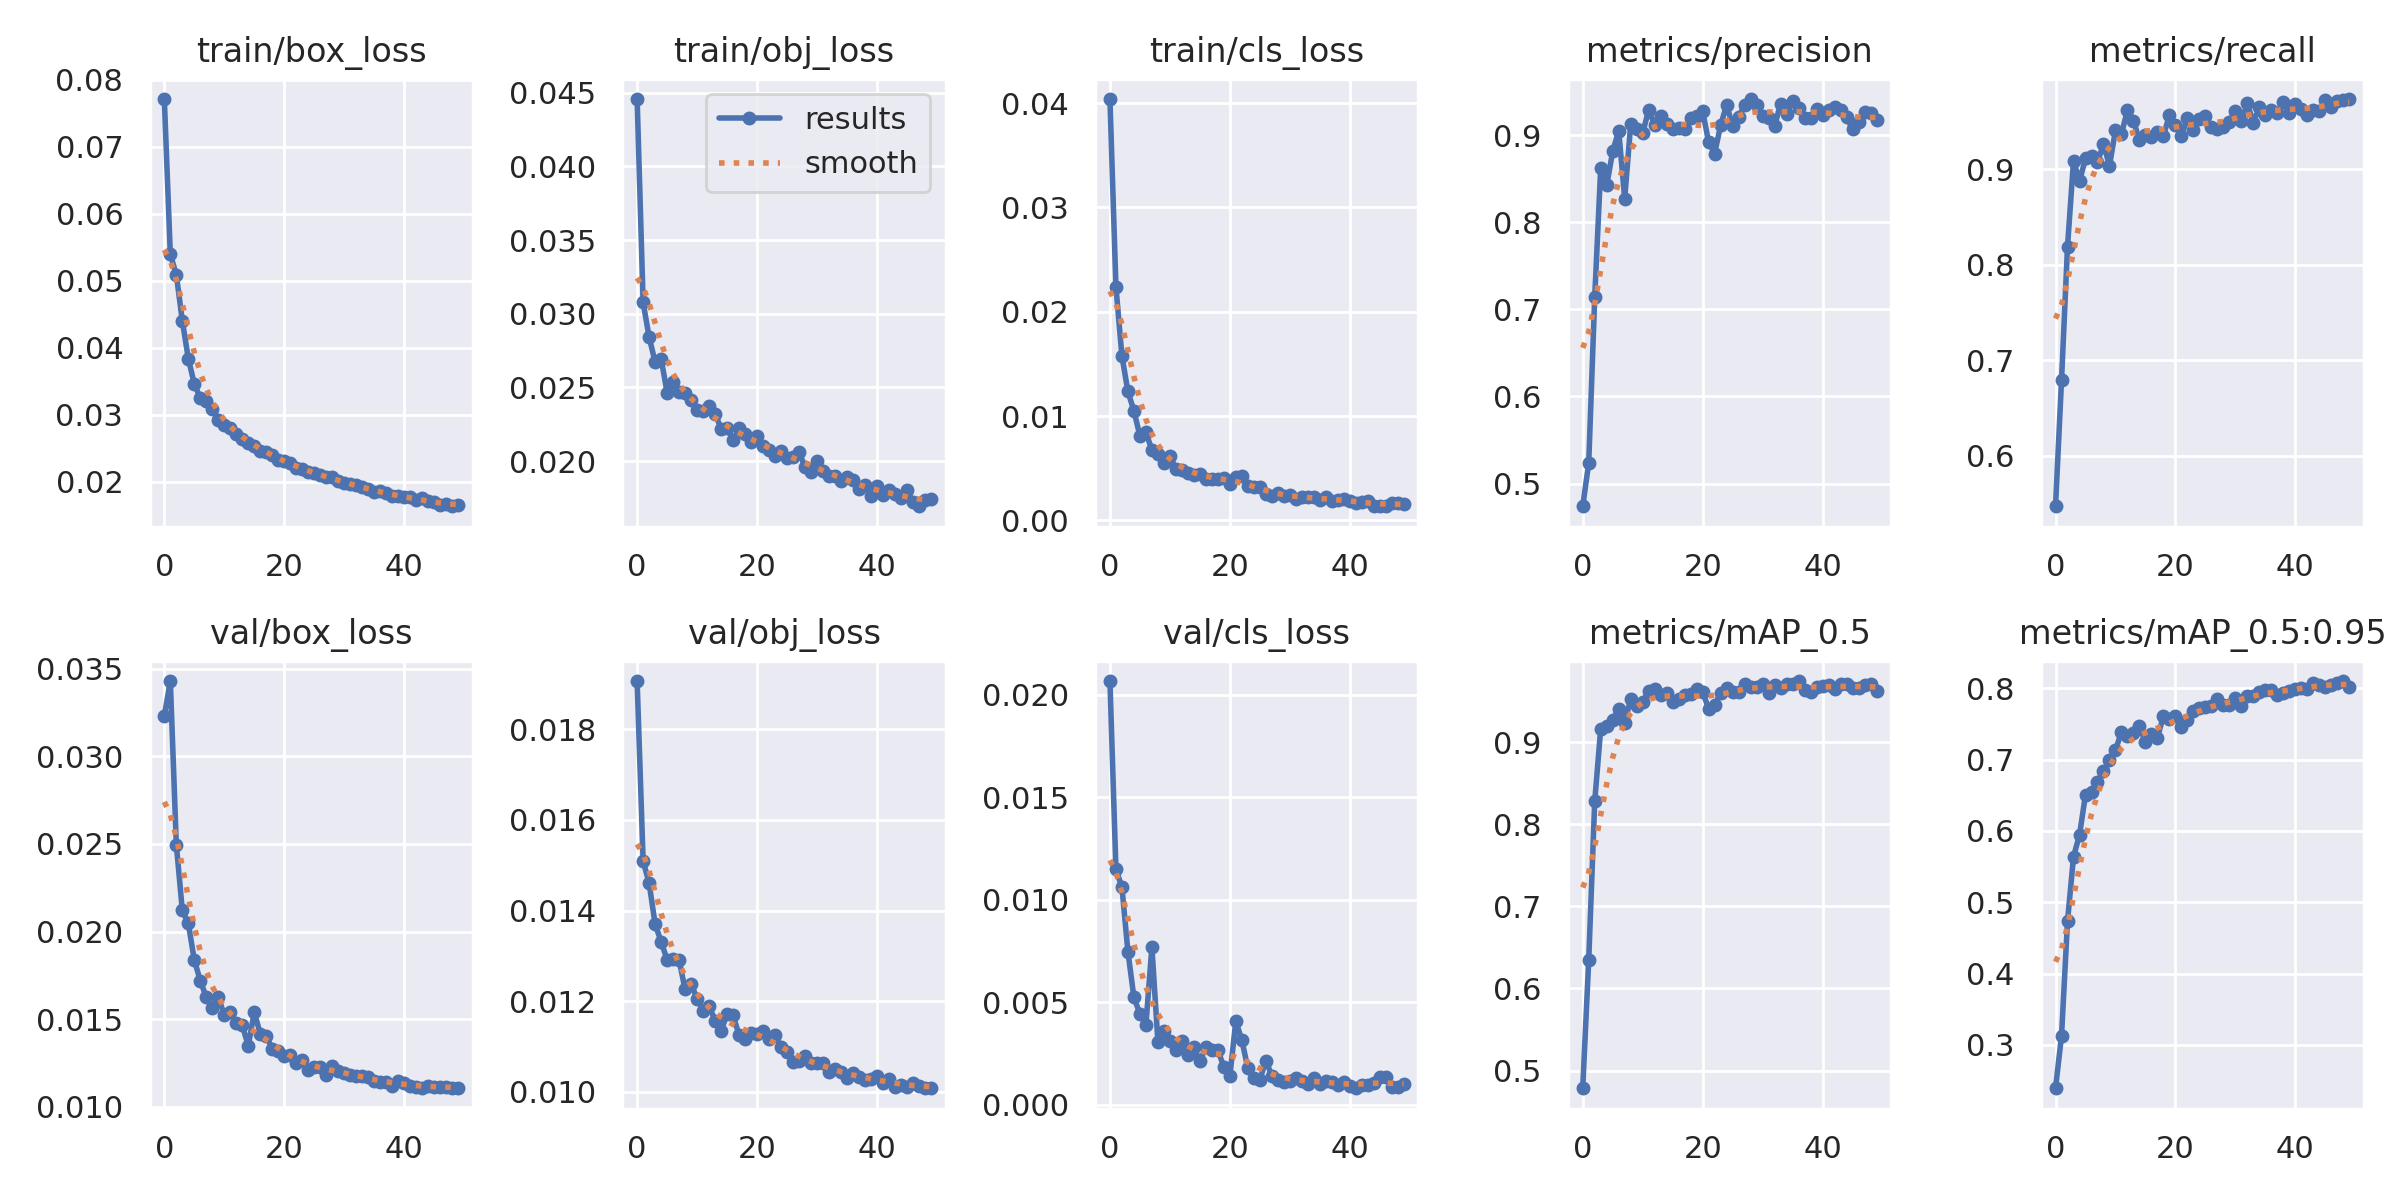 train/box_loss
0.08
0.07
0.06
0.05
0.04
0.03
0.02
0 20 40
train/obj_loss
results
smooth
0.045
0.040
0.035
0.030
0.025
0.020
0 20 40
train/cls_loss
0.04
0.03
0.02
0.01
0.00
0 20 40
metrics/precision
0.9
0.8
0.7
0.6
0.5
0 20 40
metrics/recall
0.9
0.8
0.7
0.6
0 20 40
val/box_loss
0.035
0.030
0.025
0.020
0.015
0.010
0 20 40
val/obj_loss
0.018
0.016
0.014
0.012
0.010
0 20 40
val/cls_loss
0.020
0.015
0.010
0.005
0.000
0 20 40
metrics/mAP_0.5
0.9
0.8
0.7
0.6
0.5
0 20 40
metrics/mAP_0.5:0.95
0.8
0.7
0.6
0.5
0.4
0.3
0 20 40